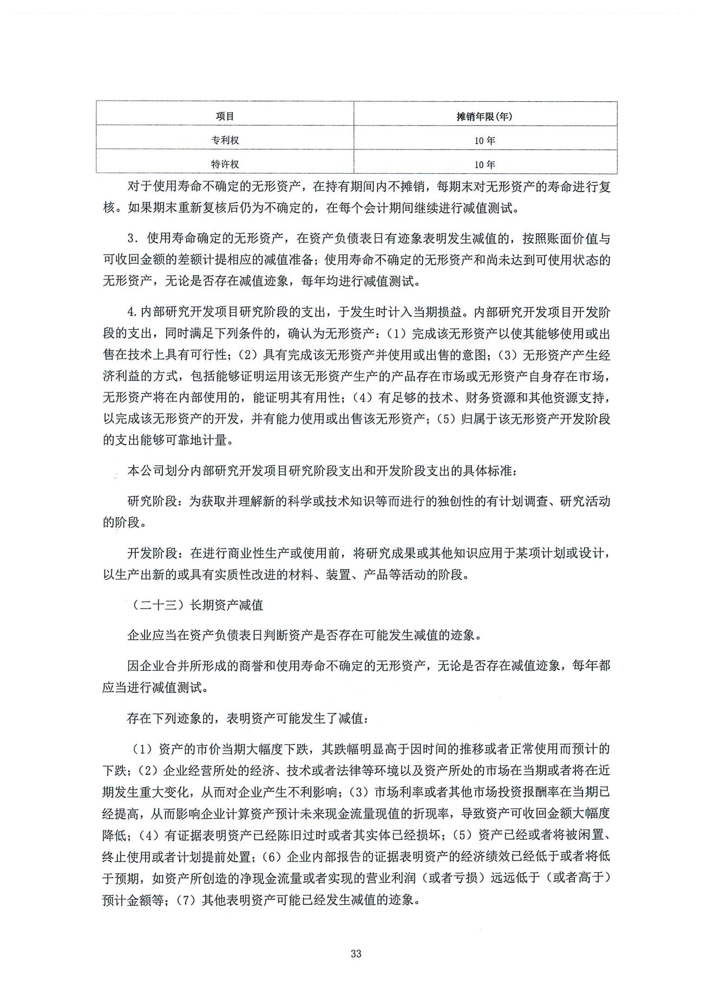 项目 摊销年限(年)
专利权 10 年
特许权 10 年
对于使用寿命不确定的无形资产，在持有期间内不摊销，每期末对无形资产的寿命进行复
核。如果期末重新复核后仍为不确定的，在每个会计期间继续进行减值测试。
3．使用寿命确定的无形资产，在资产负债表日有迹象表明发生减值的，按照账面价值与
可收回金额的差额计提相应的减值准备；使用寿命不确定的无形资产和尚未达到可使用状态的
无形资产，无论是否存在减值迹象，每年均进行减值测试。
4. 内部研究开发项目研究阶段的支出，于发生时计入当期损益。内部研究开发项目开发阶
段的支出，同时满足下列条件的，确认为无形资产：（1）完成该无形资产以使其能够使用或出
售在技术上具有可行性；（2）具有完成该无形资产并使用或出售的意图；（3）无形资产产生经
济利益的方式，包括能够证明运用该无形资产生产的产品存在市场或无形资产自身存在市场，
无形资产将在内部使用的，能证明其有用性；（4）有足够的技术、财务资源和其他资源支持，
以完成该无形资产的开发，并有能力使用或出售该无形资产；（5）归属于该无形资产开发阶段
的支出能够可靠地计量。
本公司划分内部研究开发项目研究阶段支出和开发阶段支出的具体标准：
研究阶段：为获取并理解新的科学或技术知识等而进行的独创性的有计划调查、研究活动
的阶段。
开发阶段：在进行商业性生产或使用前，将研究成果或其他知识应用于某项计划或设计，
以生产出新的或具有实质性改进的材料、装置、产品等活动的阶段。
（二十三）长期资产减值
企业应当在资产负债表日判断资产是否存在可能发生减值的迹象。
因企业合并所形成的商誉和使用寿命不确定的无形资产，无论是否存在减值迹象，每年都
应当进行减值测试。
存在下列迹象的，表明资产可能发生了减值：
（1）资产的市价当期大幅度下跌，其跌幅明显高于因时间的推移或者正常使用而预计的
下跌；（2）企业经营所处的经济、技术或者法律等环境以及资产所处的市场在当期或者将在近
期发生重大变化，从而对企业产生不利影响；（3）市场利率或者其他市场投资报酬率在当期已
经提高，从而影响企业计算资产预计未来现金流量现值的折现率，导致资产可收回金额大幅度
降低；（4）有证据表明资产已经陈旧过时或者其实体已经损坏；（5）资产已经或者将被闲置、
终止使用或者计划提前处置；（6）企业内部报告的证据表明资产的经济绩效已经低于或者将低
于预期，如资产所创造的净现金流量或者实现的营业利润（或者亏损）远远低于（或者高于）
预计金额等；（7）其他表明资产可能已经发生减值的迹象。
33